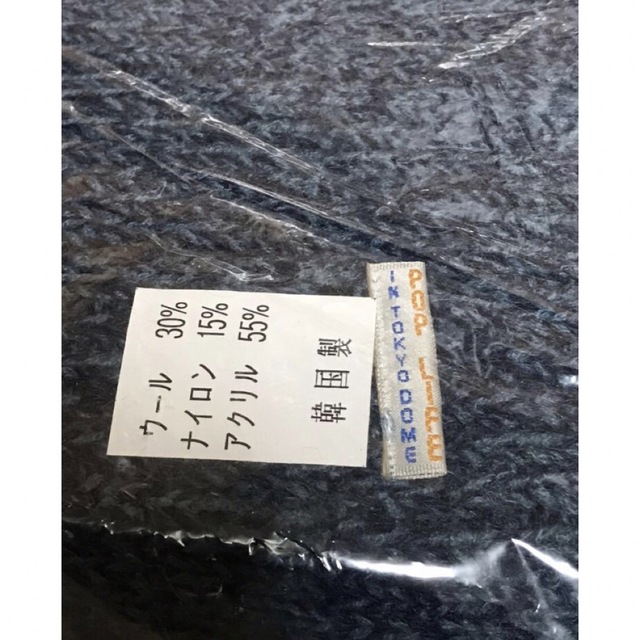 ウール 30%
ナイロン 15%
アクリル 55%
韓国製
POP LIFE
IN TOKYO DOME